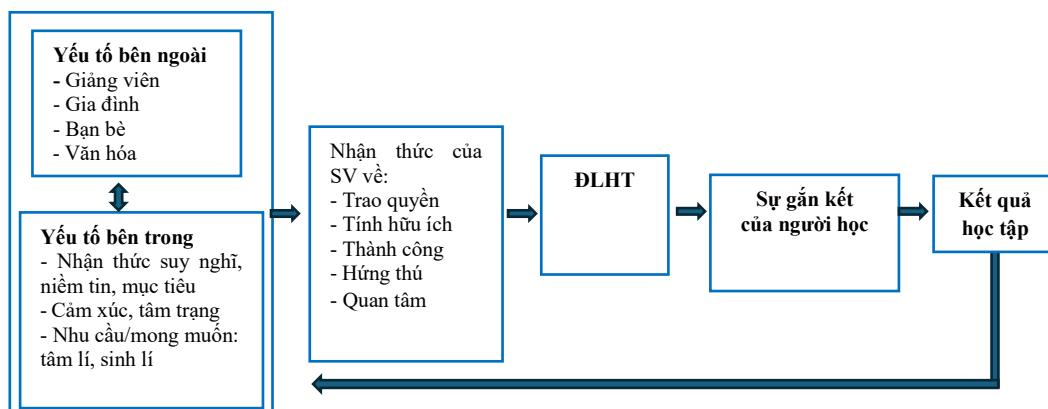 Yếu tố bên ngoài
- Giảng viên
- Gia đình
- Bạn bè
- Văn hóa
Yếu tố bên trong
- Nhận thức suy nghĩ,
niềm tin, mục tiêu
- Cảm xúc, tâm trạng
- Nhu cầu/mong muốn:
tâm lí, sinh lí
Nhận thức của
SV về:
- Trao quyền
- Tính hữu ích
- Thành công
- Hứng thú
- Quan tâm
ĐLHT
Sự gắn kết
của người học
Kết quả
học tập